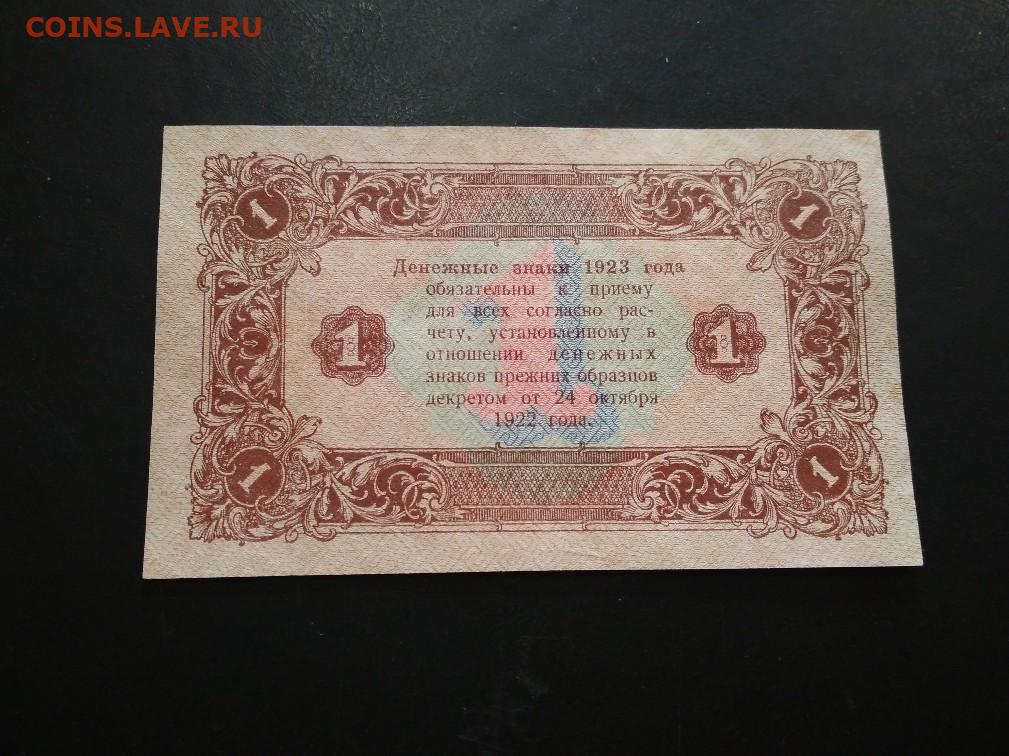 COINS.LAVE.RU
1 1
Денежные знаки 1923 года
обязательны к приему
для всех согласно рас-
чету, установленному в
отношении денежных
знаков прежних образцов
декретом от 24 октября
1922 года.
1 1
1 1